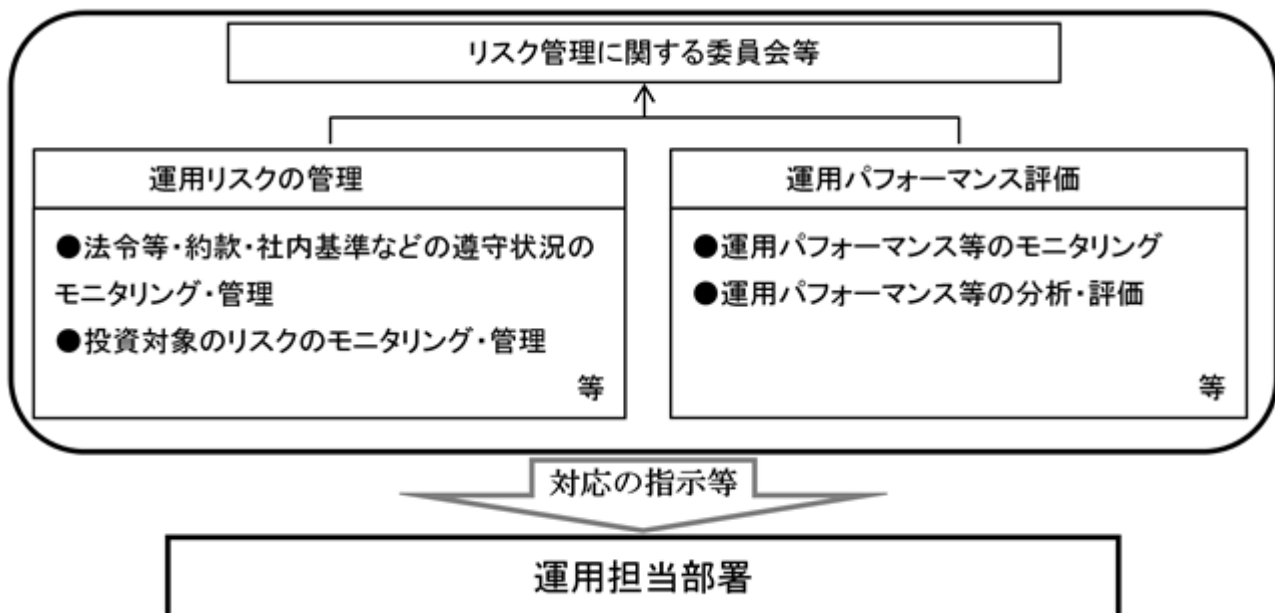 リスク管理に関する委員会等
運用リスクの管理
●法令等・約款・社内基準などの遵守状況の
モニタリング・管理
●投資対象のリスクのモニタリング・管理
等
運用パフォーマンス評価
●運用パフォーマンス等のモニタリング
●運用パフォーマンス等の分析・評価
等
対応の指示等
運用担当部署